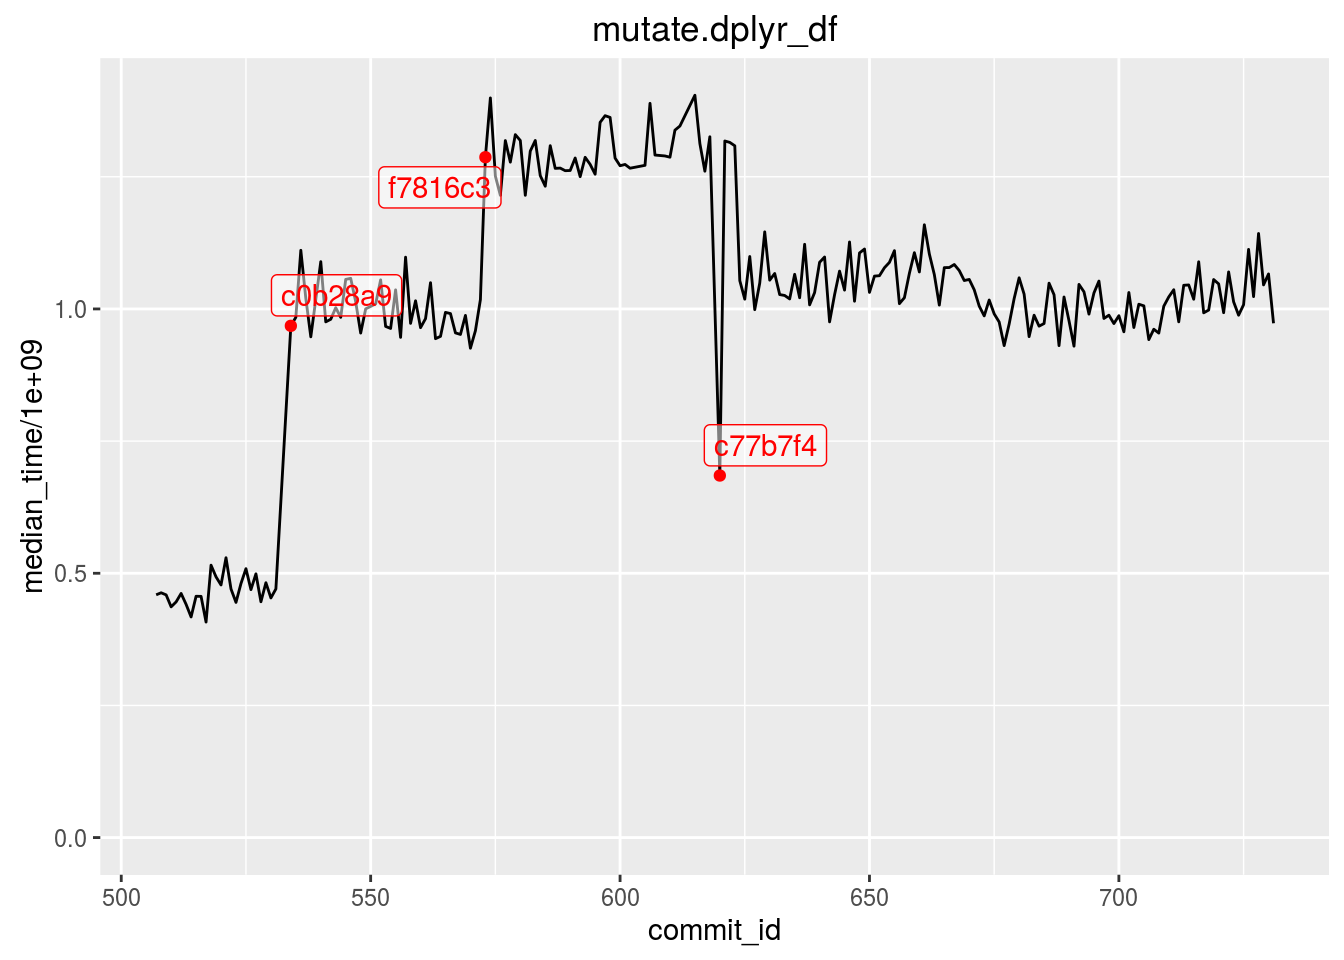 mutate.dplyr_df
f7816c3
c0b28a9
1.0
median_time/1e+09
c77b7f4
0.5
0.0
500 550 600 650 700
commit_id